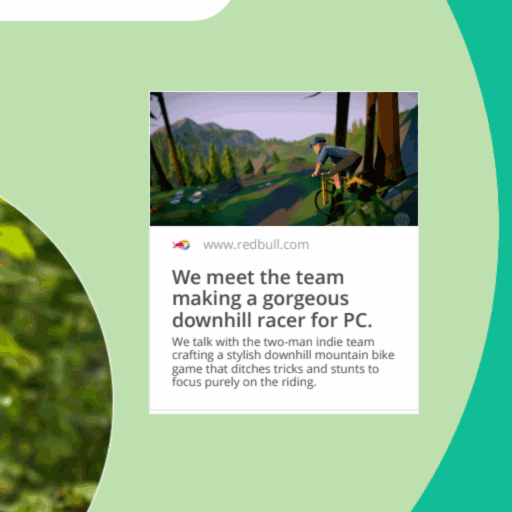 www.redbull.com
We meet the team
making a gorgeous
downhill racer for PC.
We talk with the two-man indie team
crafting a stylish downhill mountain bike
game that ditches tricks and stunts to
focus purely on the riding.